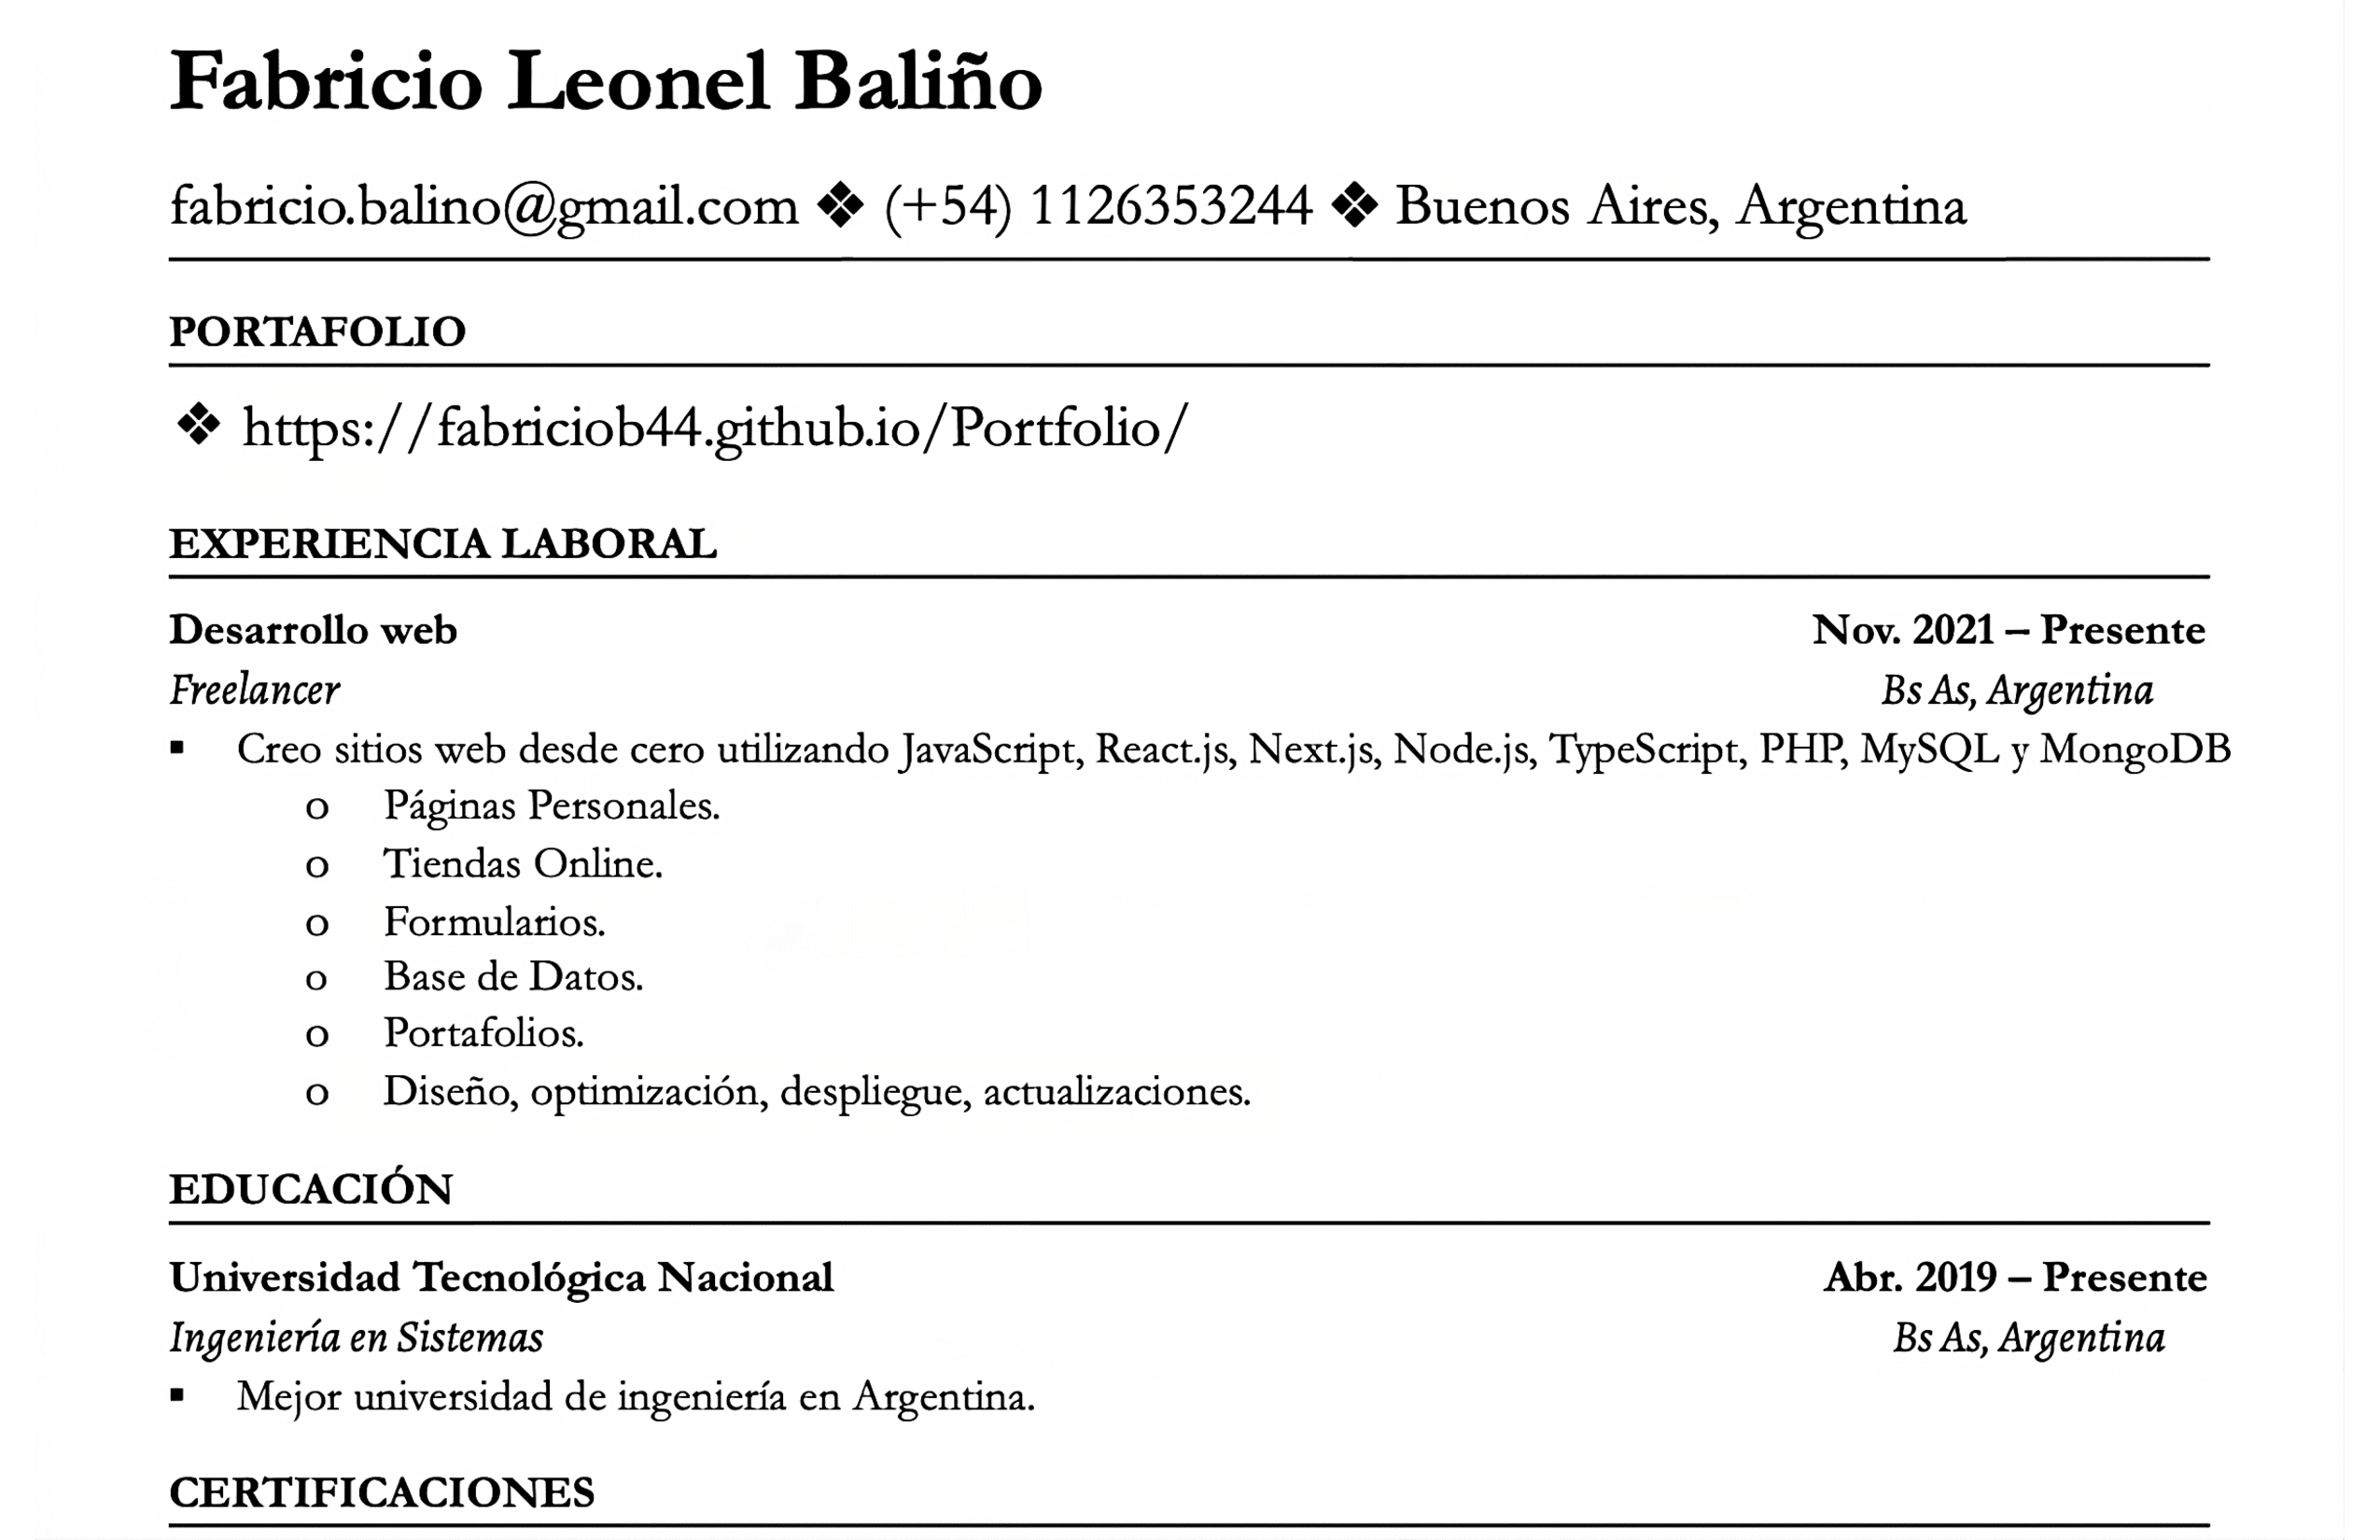 Fabricio Leonel Baliño
fabricio.balino@gmail.com ❖ (+54) 1126353244 ❖ Buenos Aires, Argentina
PORTAFOLIO
❖ https://fabriciob44.github.io/Portfolio/
EXPERIENCIA LABORAL
Desarrollo web Nov. 2021 – Presente
Freelancer Bs As, Argentina
▪ Creo sitios web desde cero utilizando JavaScript, React.js, Next.js, Node.js, TypeScript, PHP, MySQL y MongoDB
o Páginas Personales.
o Tiendas Online.
o Formularios.
o Base de Datos.
o Portafolios.
o Diseño, optimización, despliegue, actualizaciones.
EDUCACIÓN
Universidad Tecnológica Nacional Abr. 2019 – Presente
Ingeniería en Sistemas Bs As, Argentina
▪ Mejor universidad de ingeniería en Argentina.
CERTIFICACIONES